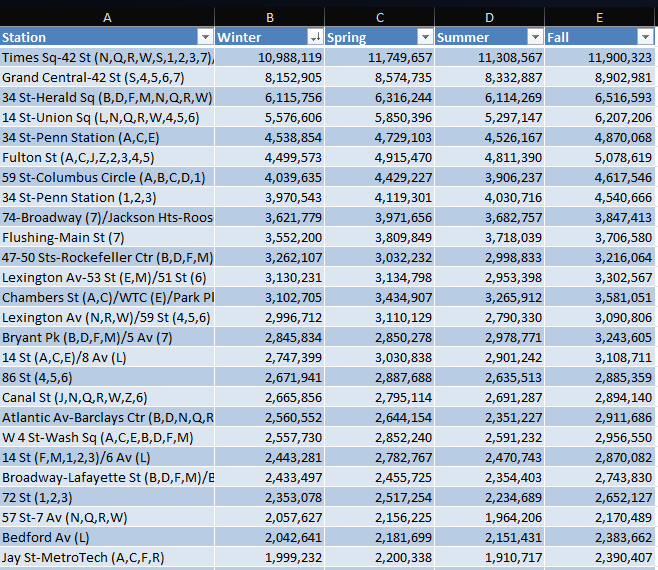 A B C D E
Station Winter Spring Summer Fall
Times Sq-42 St (N,Q,R,W,S,1,2,3,7)/ 10,988,119 11,749,657 11,308,567 11,900,323
Grand Central-42 St (S,4,5,6,7) 8,152,905 8,574,735 8,332,887 8,902,981
34 St-Herald Sq (B,D,F,M,N,Q,R,W) 6,115,756 6,316,244 6,114,269 6,516,593
14 St-Union Sq (L,N,Q,R,W,4,5,6) 5,576,606 5,850,396 5,297,147 6,207,206
34 St-Penn Station (A,C,E) 4,538,854 4,729,103 4,526,167 4,870,068
Fulton St (A,C,J,Z,2,3,4,5) 4,499,573 4,915,470 4,811,390 5,078,619
59 St-Columbus Circle (A,B,C,D,1) 4,039,635 4,429,227 3,906,237 4,617,546
34 St-Penn Station (1,2,3) 3,970,543 4,119,301 4,030,716 4,540,666
74-Broadway (7)/Jackson Hts-Roos 3,621,779 3,971,656 3,682,757 3,847,413
Flushing-Main St (7) 3,552,200 3,809,849 3,718,039 3,706,580
47-50 Sts-Rockefeller Ctr (B,D,F,M) 3,262,107 3,032,232 2,998,833 3,216,064
Lexington Av-53 St (E,M)/51 St (6) 3,130,231 3,134,798 2,953,398 3,302,567
Chambers St (A,C)/WTC (E)/Park Pl 3,102,705 3,434,907 3,265,912 3,581,051
Lexington Av (N,R,W)/59 St (4,5,6) 2,996,712 3,110,129 2,790,330 3,090,806
Bryant Pk (B,D,F,M)/5 Av (7) 2,845,834 2,850,278 2,978,771 3,243,605
14 St (A,C,E)/8 Av (L) 2,747,399 3,030,838 2,901,242 3,108,711
86 St (4,5,6) 2,671,941 2,887,688 2,635,513 2,885,359
Canal St (J,N,Q,R,W,Z,6) 2,665,856 2,795,114 2,691,287 2,894,140
Atlantic Av-Barclays Ctr (B,D,N,Q,R 2,560,552 2,644,154 2,351,227 2,911,686
W 4 St-Wash Sq (A,C,E,B,D,F,M) 2,557,730 2,852,240 2,591,232 2,956,550
14 St (F,M,1,2,3)/6 Av (L) 2,443,281 2,782,767 2,470,743 2,870,082
Broadway-Lafayette St (B,D,F,M)/B 2,433,497 2,455,725 2,354,403 2,743,830
72 St (1,2,3) 2,353,078 2,517,254 2,234,689 2,652,127
57 St-7 Av (N,Q,R,W) 2,057,627 2,156,225 1,964,206 2,170,489
Bedford Av (L) 2,042,641 2,181,699 2,151,431 2,383,662
Jay St-MetroTech (A,C,F,R) 1,999,232 2,200,338 1,910,717 2,390,407